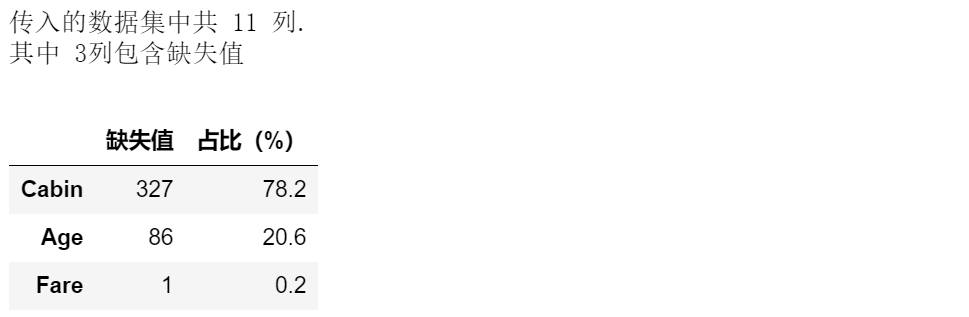 传入的数据集中共 11 列.
其中 3列包含缺失值
缺失值 占比（%）
Cabin 327 78.2
Age 86 20.6
Fare 1 0.2